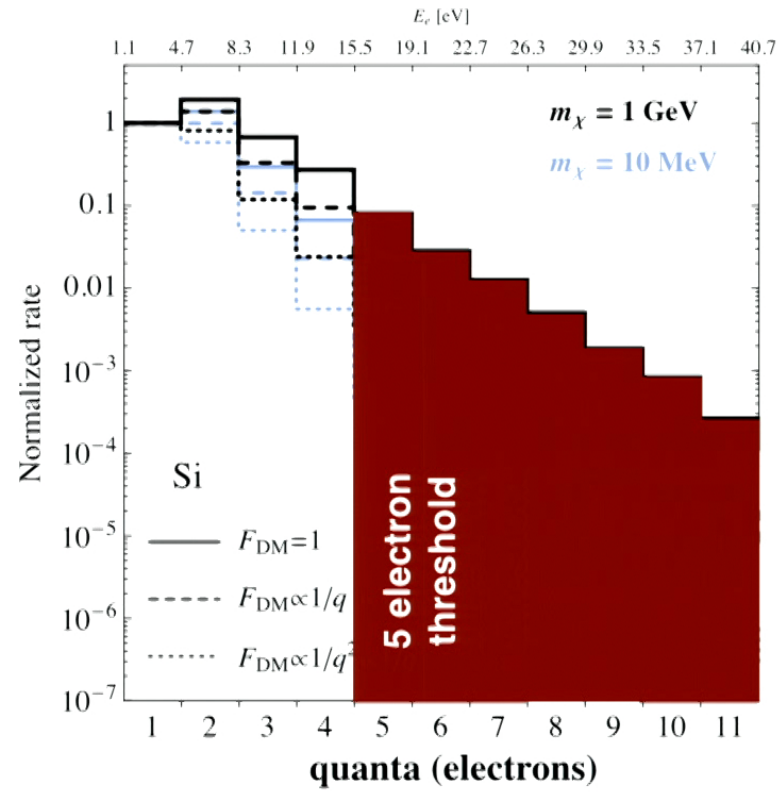 E_e [eV]
1.1 4.7 8.3 11.9 15.5 19.1 22.7 26.3 29.9 33.5 37.1 40.7
m_χ = 1 GeV
m_χ = 10 MeV
1
0.1
0.01
10⁻³
10⁻⁴
10⁻⁵
10⁻⁶
10⁻⁷
Normalized rate
Si
F_DM=1
F_DM∝1/q
F_DM∝1/q²
5 electron
threshold
1 2 3 4 5 6 7 8 9 10 11
quanta (electrons)